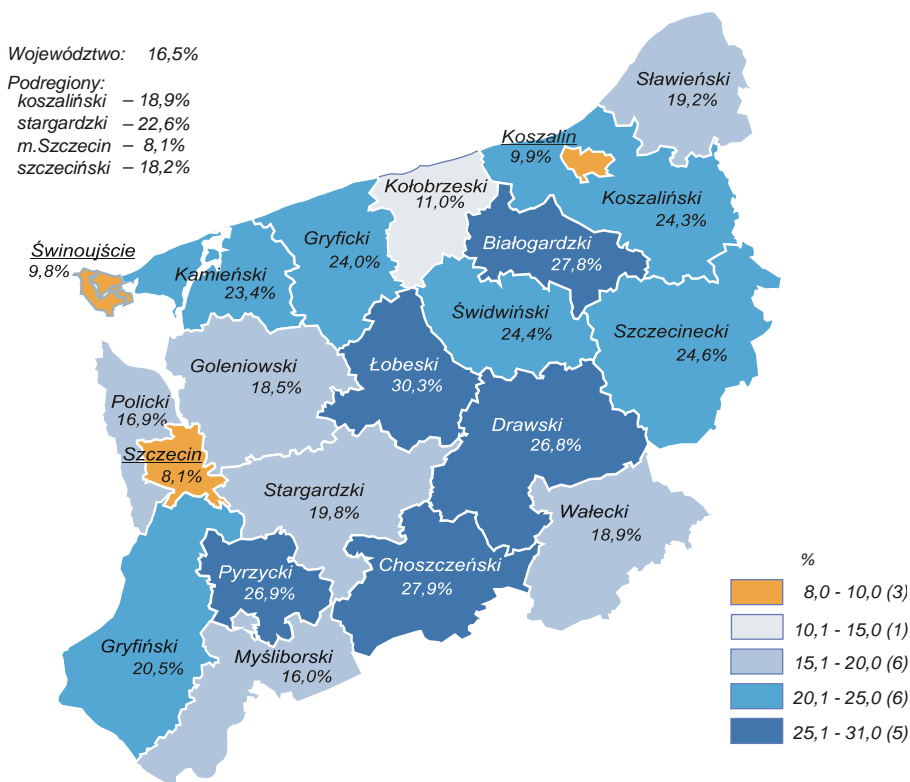 Województwo: 16,5%
Podregiony:
koszaliński – 18,9%
stargardzki – 22,6%
m.Szczecin – 8,1%
szczeciński – 18,2%
Sławieński
19,2%
Koszalin
9,9%
Kołobrzeski
11,0%
Koszaliński
24,3%
Gryficki
24,0%
Białogardzki
27,8%
Świnoujście
9,8%
Kamieński
23,4%
Świdwiński
24,4%
Szczecinecki
24,6%
Goleniowski
18,5%
Łobeski
30,3%
Policki
16,9%
Drawski
26,8%
Szczecin
8,1%
Stargardzki
19,8%
Wałecki
18,9%
Pyrzycki
26,9%
Choszczeński
27,9%
Gryfiński
20,5%
Myśliborski
16,0%
%
8,0 - 10,0 (3)
10,1 - 15,0 (1)
15,1 - 20,0 (6)
20,1 - 25,0 (6)
25,1 - 31,0 (5)